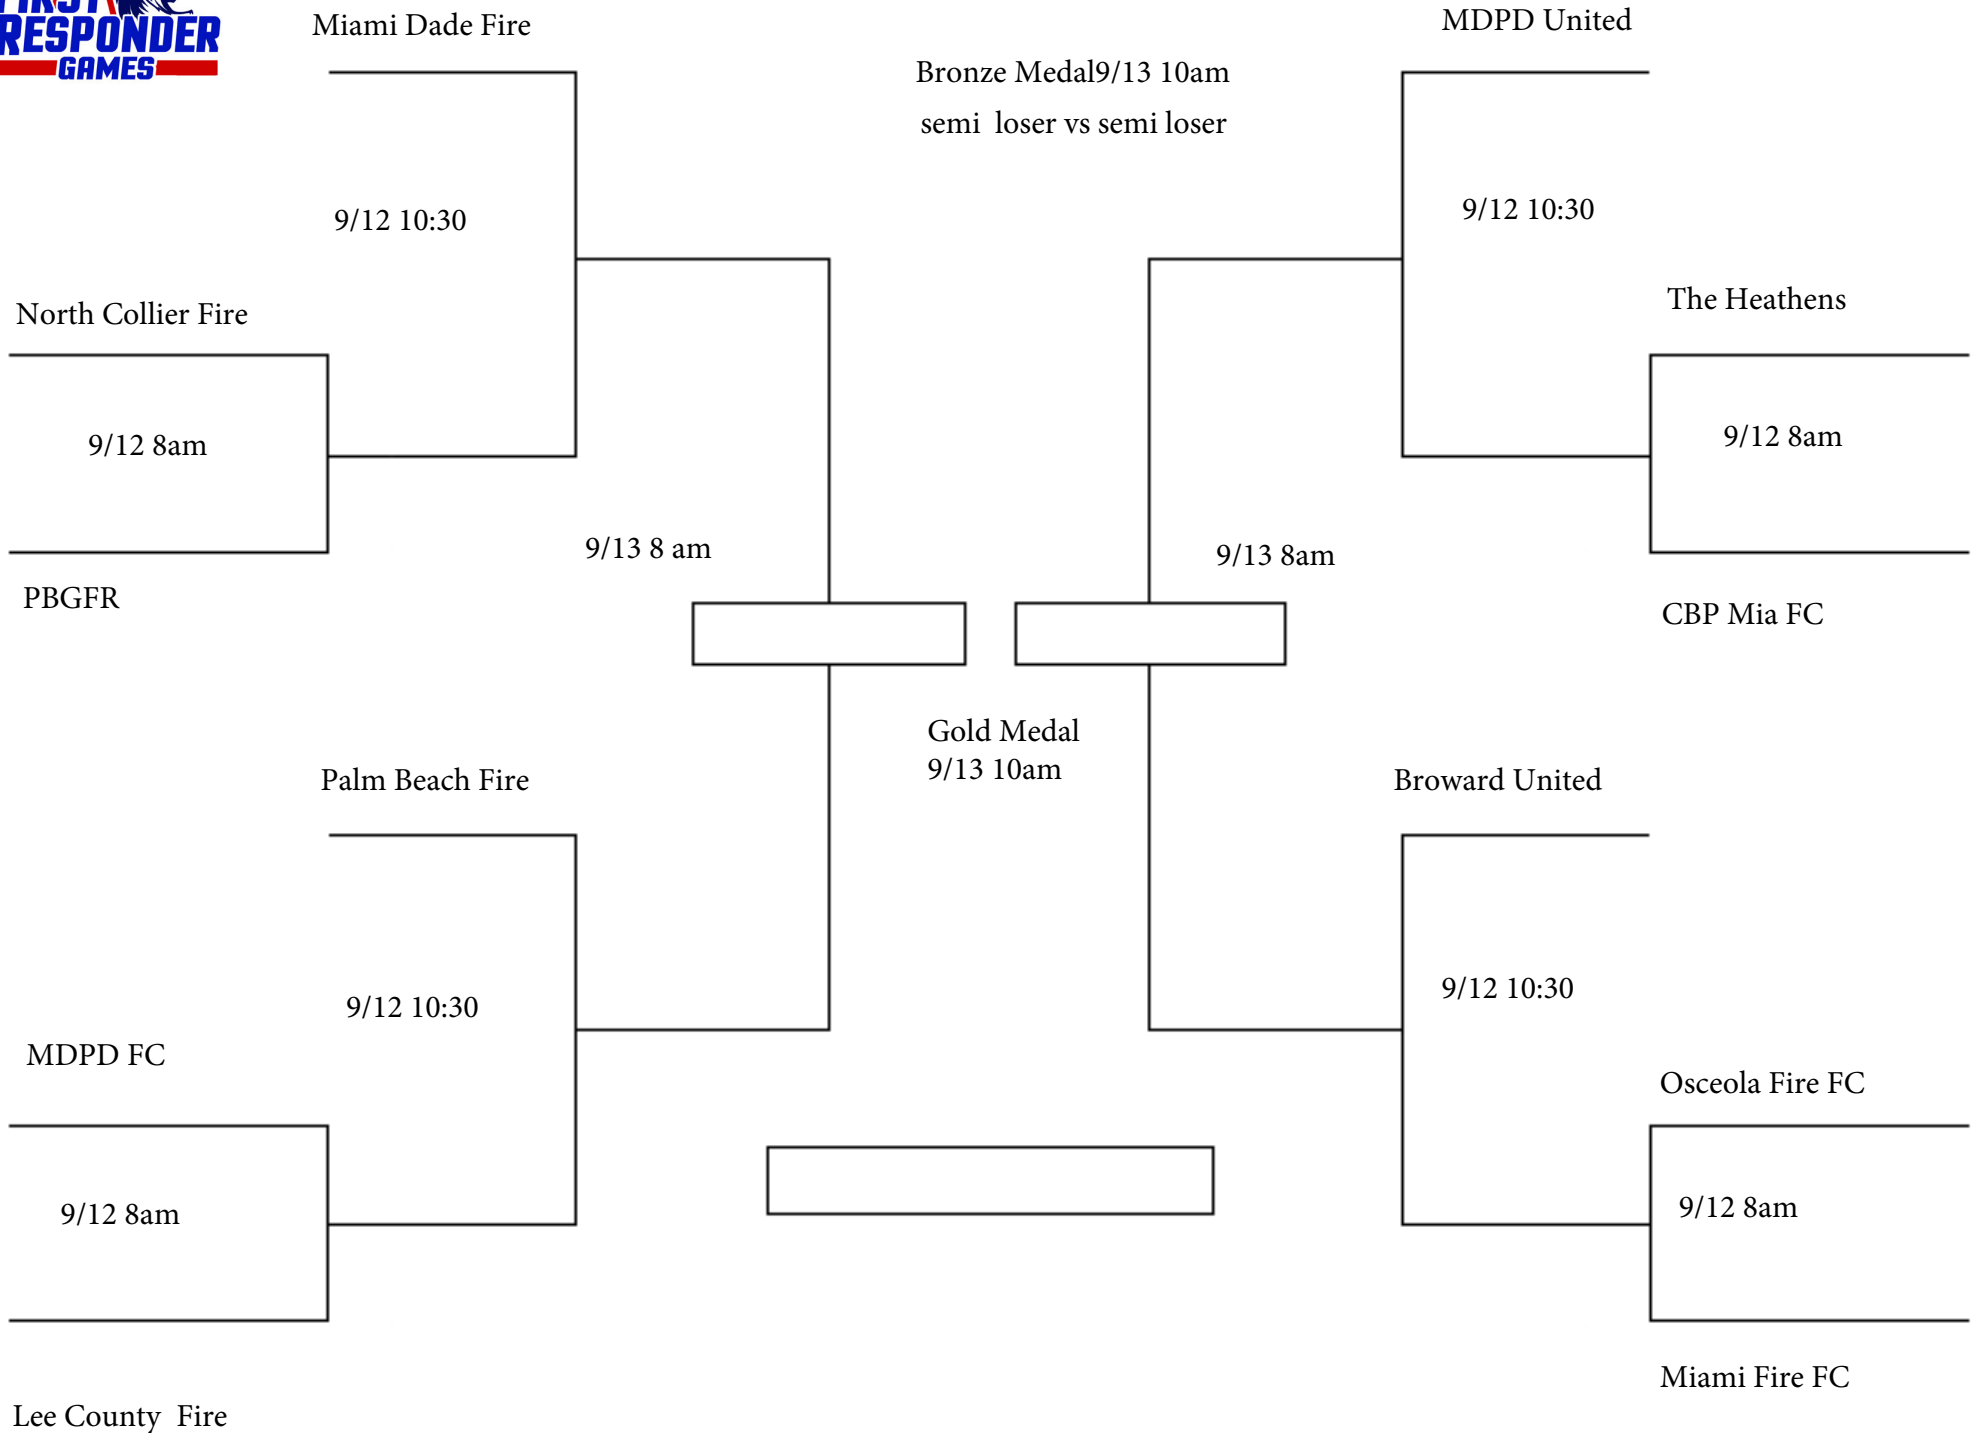 FIRST
RESPONDER
GAMES
Miami Dade Fire
MDPD United
Bronze Medal9/13 10am
semi  loser vs semi loser
9/12 10:30
9/12 10:30
North Collier Fire
The Heathens
9/12 8am
9/12 8am
9/13 8 am
9/13 8am
PBGFR
CBP Mia FC
Gold Medal
9/13 10am
Palm Beach Fire
Broward United
9/12 10:30
9/12 10:30
MDPD FC
Osceola Fire FC
9/12 8am
9/12 8am
Miami Fire FC
Lee County  Fire